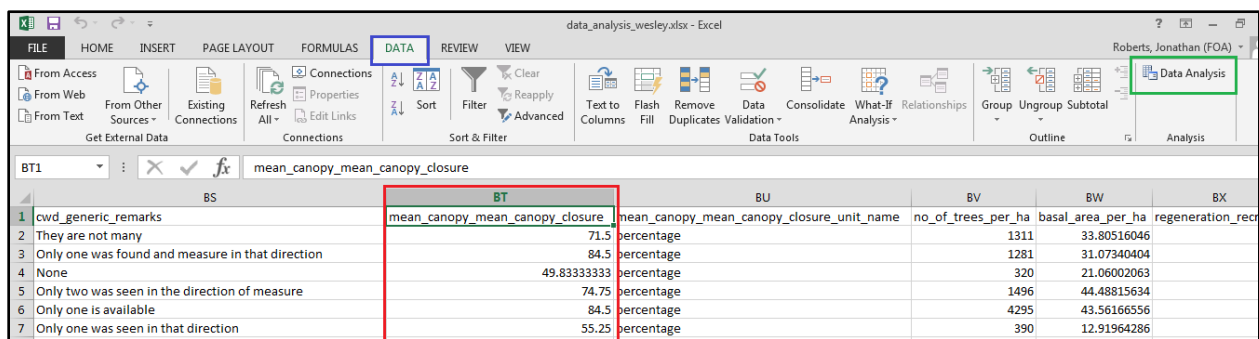 data_analysis_wesley.xlsx - Excel
FILE HOME INSERT PAGE LAYOUT FORMULAS DATA REVIEW VIEW Roberts, Jonathan (FOA)
From Access
From Web
From Text
From Other Sources
Existing Connections
Get External Data
Refresh All
Connections
Properties
Edit Links
Connections
Sort
Filter
Clear
Reapply
Advanced
Sort & Filter
Text to Columns
Flash Fill
Remove Duplicates
Data Validation
Consolidate
What-If Analysis
Relationships
Data Tools
Group
Ungroup
Subtotal
Outline
Data Analysis
Analysis
BT1 fx mean_canopy_mean_canopy_closure
BS BT BU BV BW BX
1 cwd_generic_remarks mean_canopy_mean_canopy_closure mean_canopy_mean_canopy_closure_unit_name no_of_trees_per_ha basal_area_per_ha regeneration_recr
2 They are not many 71.5 percentage 1311 33.80516046
3 Only one was found and measure in that direction 84.5 percentage 1281 31.07340404
4 None 49.83333333 percentage 320 21.06002063
5 Only two was seen in the direction of measure 74.75 percentage 1496 44.48815634
6 Only one is available 84.5 percentage 4295 43.56166556
7 Only one was seen in that direction 55.25 percentage 390 12.91964286